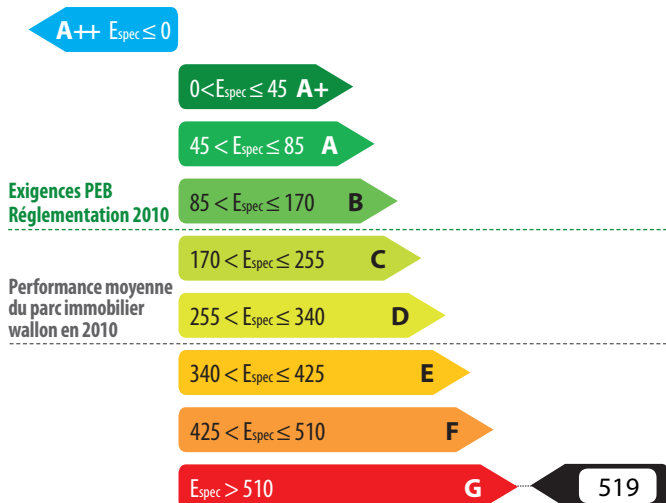 A++ Espec ≤ 0
0 < Espec ≤ 45 A+
45 < Espec ≤ 85 A
Exigences PEB
Réglementation 2010
85 < Espec ≤ 170 B
170 < Espec ≤ 255 C
Performance moyenne
du parc immobilier
wallon en 2010
255 < Espec ≤ 340 D
340 < Espec ≤ 425 E
425 < Espec ≤ 510 F
Espec > 510 G
519